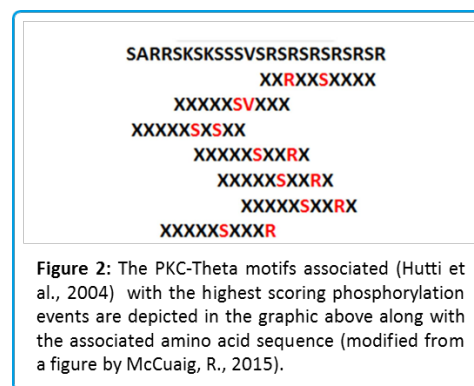 SARRSKSKSSSVSRSRSRSRSRSR
XXRXXSXXXX
XXXXXSVXXX
XXXXXSXSXX
XXXXXSXXRX
XXXXXSXXRX
XXXXXSXXRX
XXXXXSXXXR
Figure 2: The PKC-Theta motifs associated (Hutti et
al., 2004) with the highest scoring phosphorylation
events are depicted in the graphic above along with
the associated amino acid sequence (modified from
a figure by McCuaig, R., 2015).